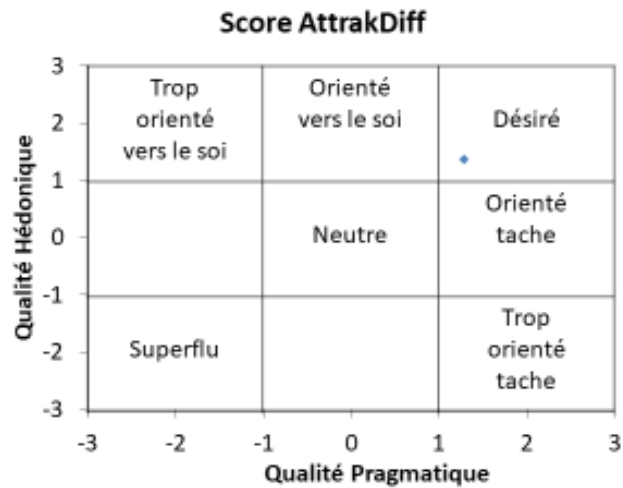 Score AttrakDiff
3
2
1
0
-1
-2
-3
Qualité Hédonique
Trop
orienté
vers le soi
Orienté
vers le soi
Désiré
Neutre
Orienté
tache
Superflu
Trop
orienté
tache
-3 -2 -1 0 1 2 3
Qualité Pragmatique